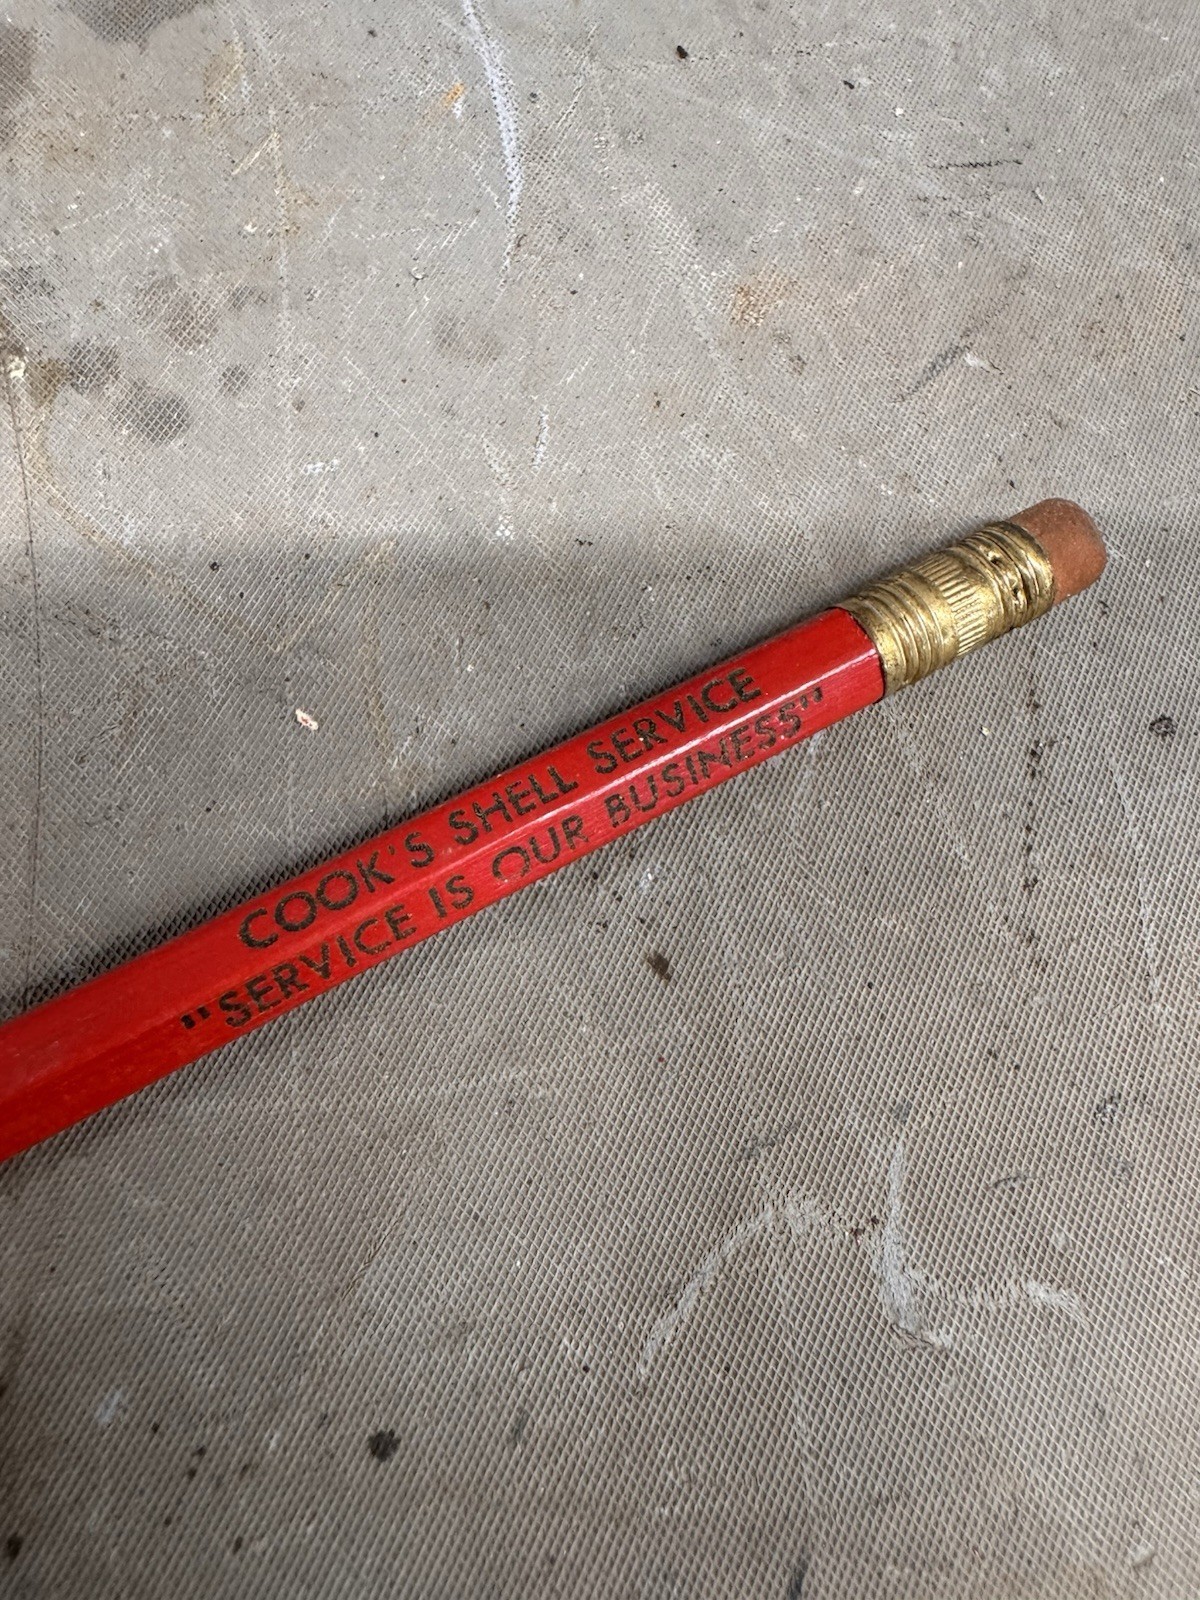 COOK'S SHELL SERVICE
"SERVICE IS OUR BUSINESS"